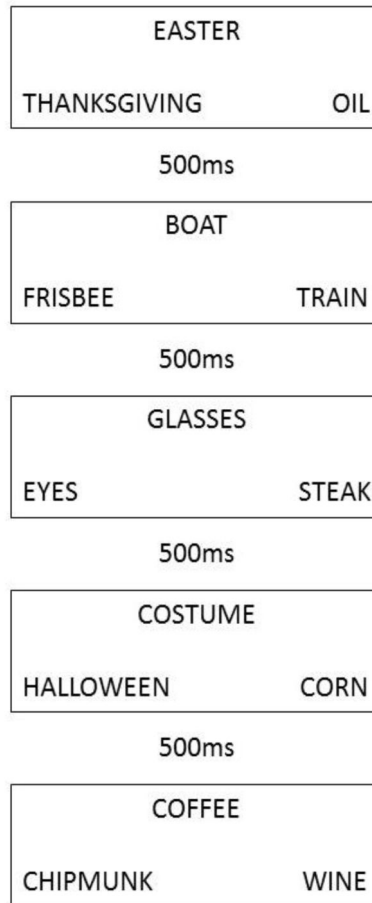 EASTER
THANKSGIVING OIL
500ms
BOAT
FRISBEE TRAIN
500ms
GLASSES
EYES STEAK
500ms
COSTUME
HALLOWEEN CORN
500ms
COFFEE
CHIPMUNK WINE